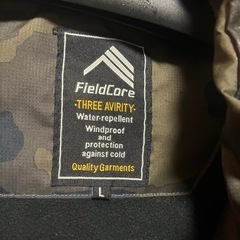 FieldCore
-THREE AVIRITY-
Water-repellent
Windproof
and
protection
against cold
Quality Garments
L